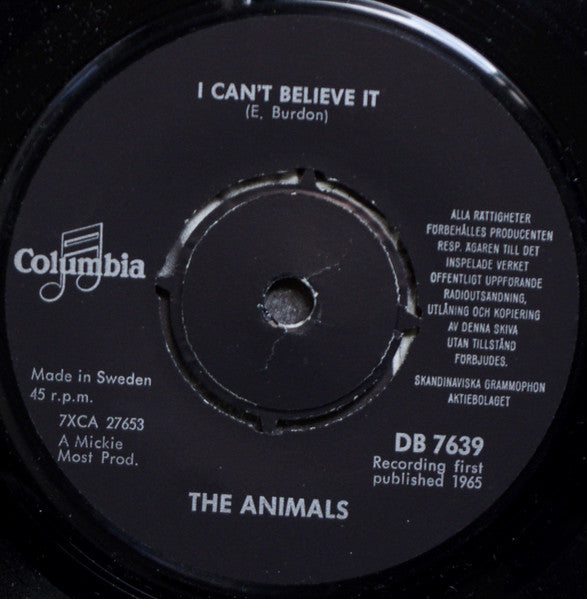 I CAN'T BELIEVE IT
(E. Burdon)
Columbia
ALLA RÄTTIGHETER
FÖRBEHÅLLES PRODUCENTEN
RESP. ÄGAREN TILL DET
INSPELADE VERKET
OFFENTLIGT UPPFÖRANDE
RADIOUTSÄNDNING,
UTLÅNING OCH KOPIERING
AV DENNA SKIVA
UTAN TILLSTÅND
FÖRBJUDES.
SKANDINAVISKA GRAMMOPHON
AKTIEBOLAGET
Made in Sweden
45 r.p.m.
7XCA 27653
A Mickie
Most Prod.
DB 7639
Recording first
published 1965
THE ANIMALS